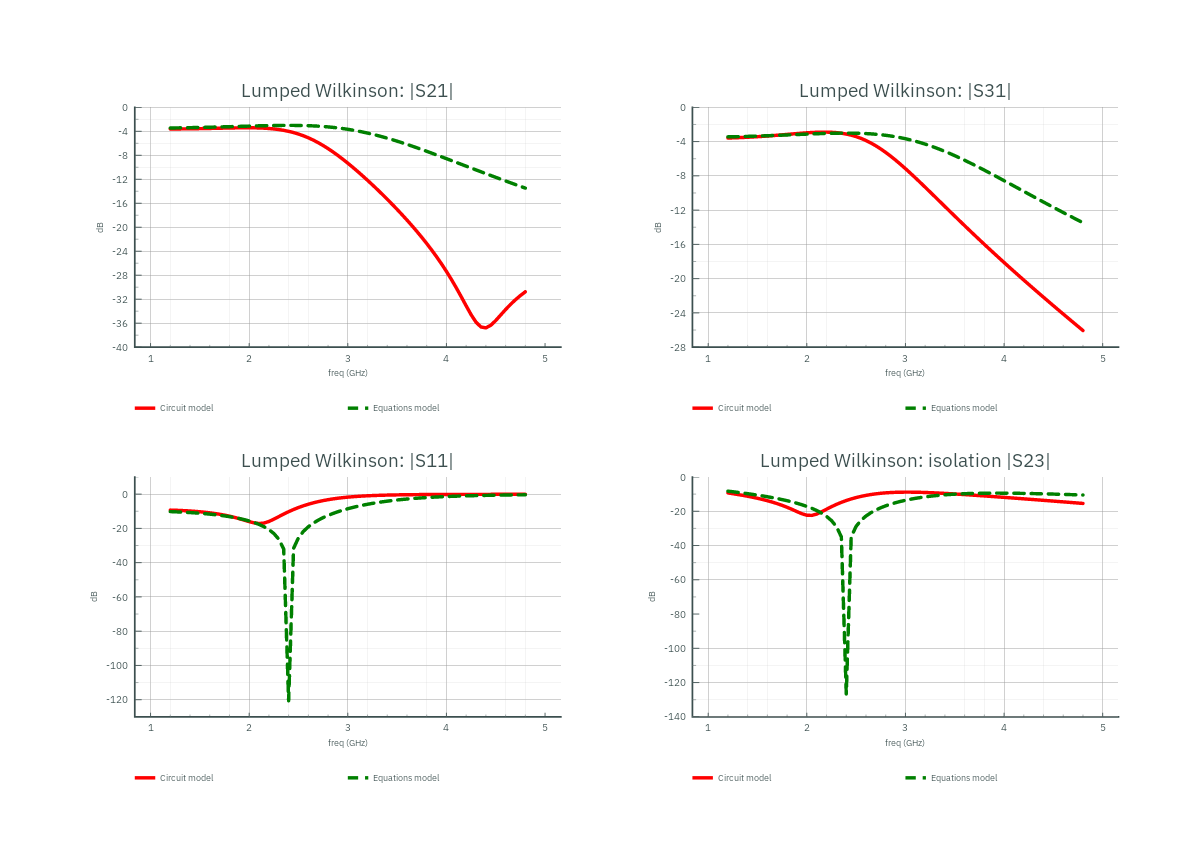 Lumped Wilkinson: |S21|
0
-4
-8
-12
-16
-20
-24
-28
-32
-36
-40
dB
1 2 3 4 5
freq (GHz)
Circuit model Equations model
Lumped Wilkinson: |S31|
0
-4
-8
-12
-16
-20
-24
-28
dB
1 2 3 4 5
freq (GHz)
Circuit model Equations model
Lumped Wilkinson: |S11|
0
-20
-40
-60
-80
-100
-120
dB
1 2 3 4 5
freq (GHz)
Circuit model Equations model
Lumped Wilkinson: isolation |S23|
0
-20
-40
-60
-80
-100
-120
-140
dB
1 2 3 4 5
freq (GHz)
Circuit model Equations model